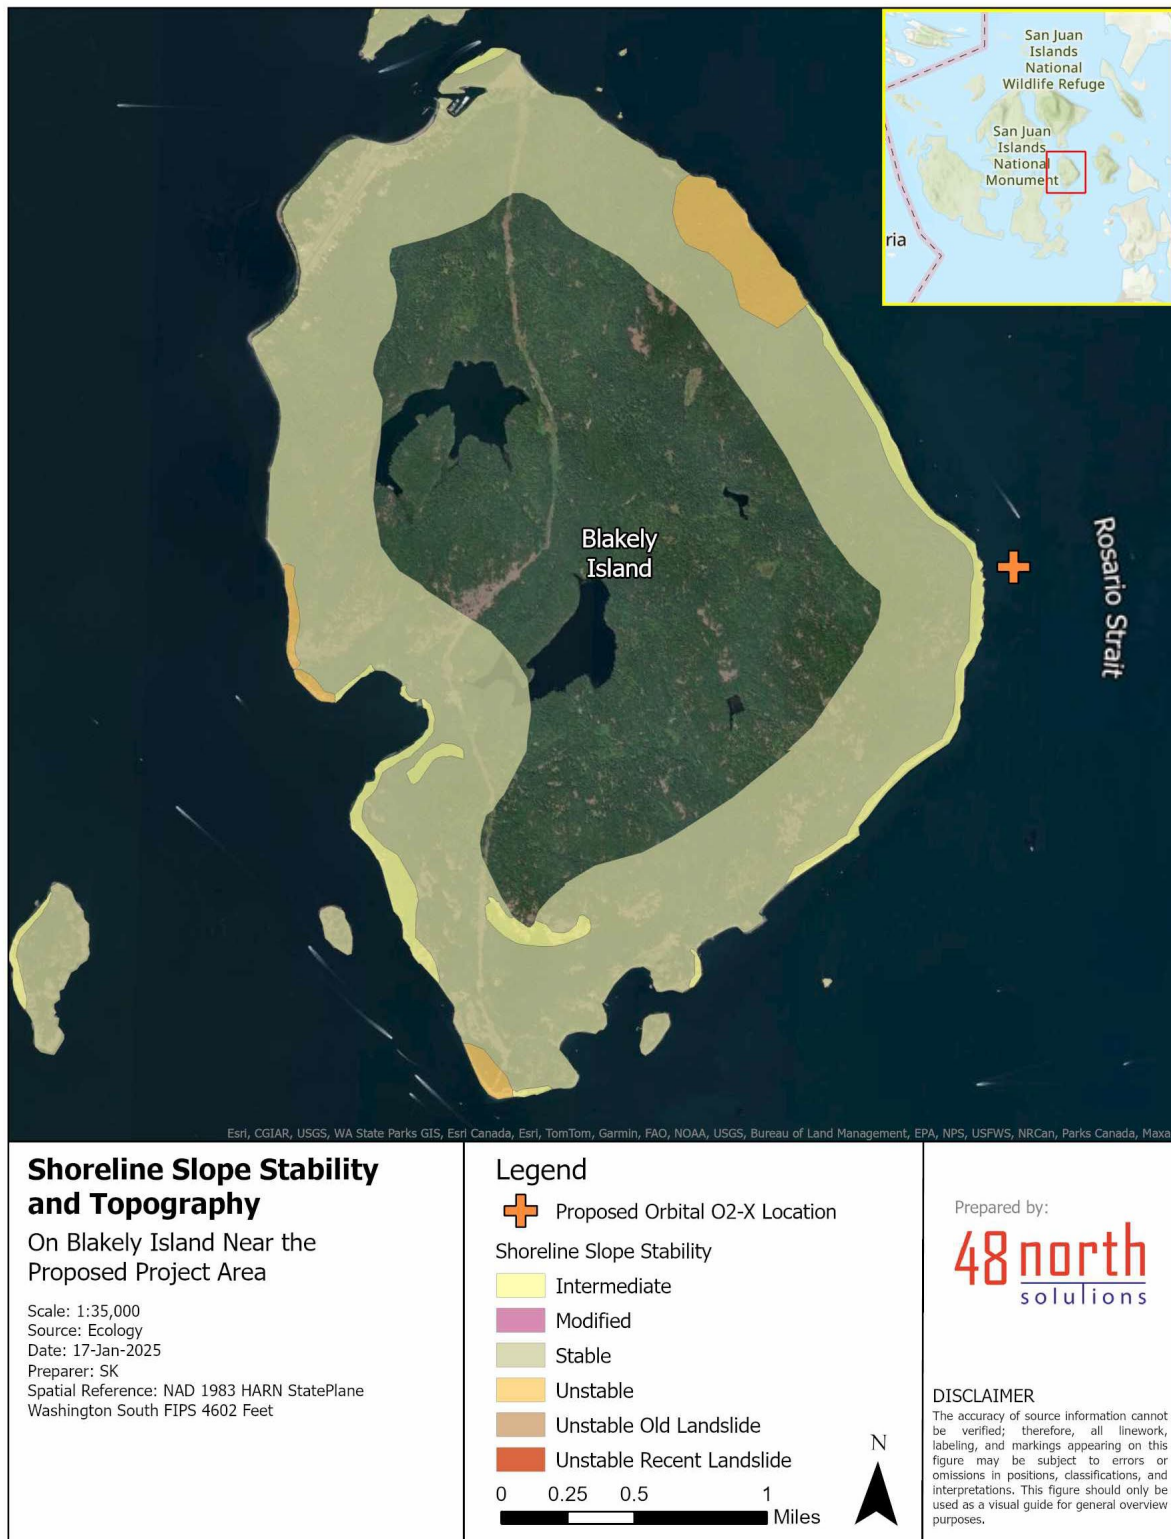 San Juan
Islands
National
Wildlife Refuge
San Juan
Islands
National
Monument
ria
Blakely
Island
Rosario Strait
Esri, CGIAR, USGS, WA State Parks GIS, Esri Canada, Esri, TomTom, Garmin, FAO, NOAA, USGS, Bureau of Land Management, EPA, NPS, USFWS, NRCan, Parks Canada, Maxa
Shoreline Slope Stability
and Topography
On Blakely Island Near the
Proposed Project Area
Scale: 1:35,000
Source: Ecology
Date: 17-Jan-2025
Preparer: SK
Spatial Reference: NAD 1983 HARN StatePlane
Washington South FIPS 4602 Feet
Legend
Proposed Orbital O2-X Location
Shoreline Slope Stability
Intermediate
Modified
Stable
Unstable
Unstable Old Landslide
Unstable Recent Landslide
0 0.25 0.5 1
Miles
N
Prepared by:
48 north
solutions
DISCLAIMER
The accuracy of source information cannot
be verified; therefore, all linework,
labeling, and markings appearing on this
figure may be subject to errors or
omissions in positions, classifications, and
interpretations. This figure should only be
used as a visual guide for general overview
purposes.